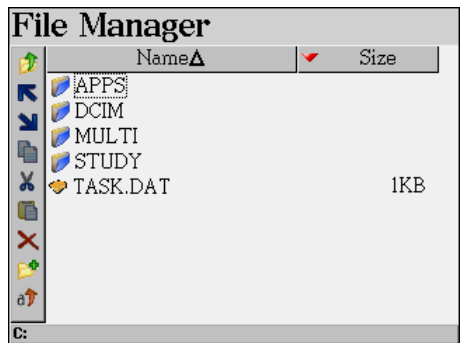 File Manager
NameΔ Size
APPS
DCIM
MULTI
STUDY
TASK.DAT 1KB
a
C: